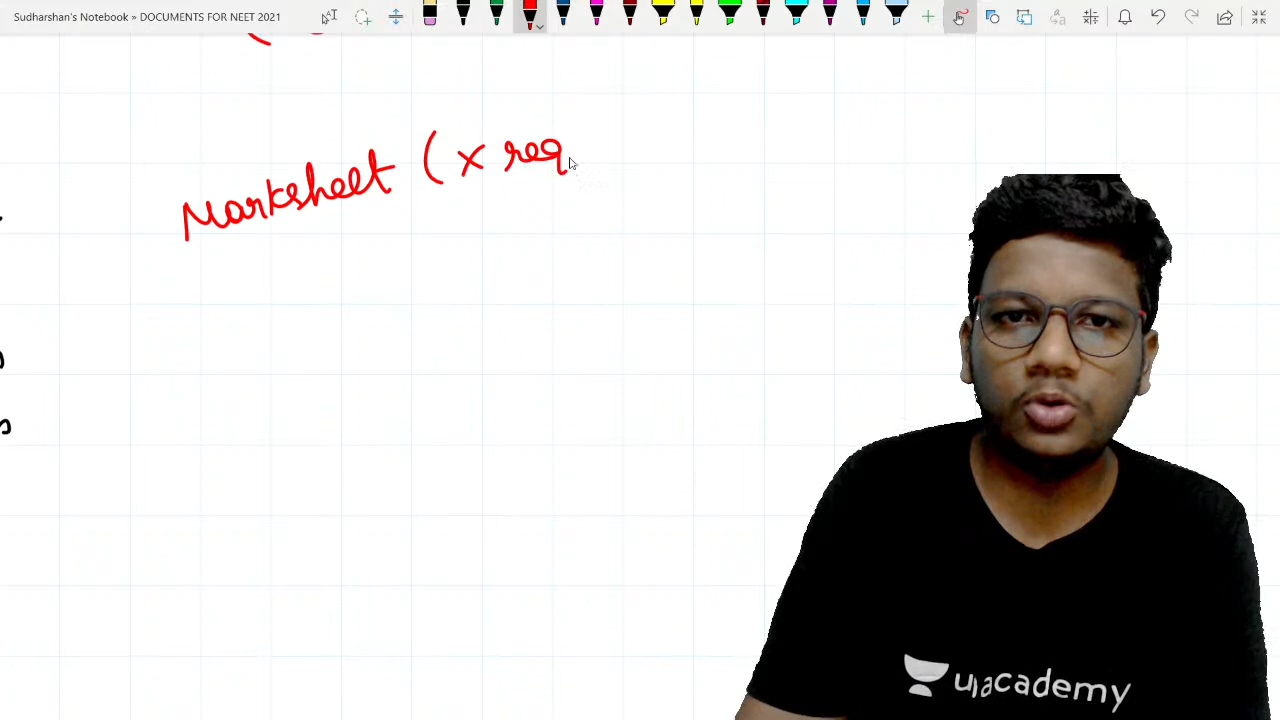 Sudharshan's Notebook » DOCUMENTS FOR NEET 2021
Marksheet (x req
unacademy